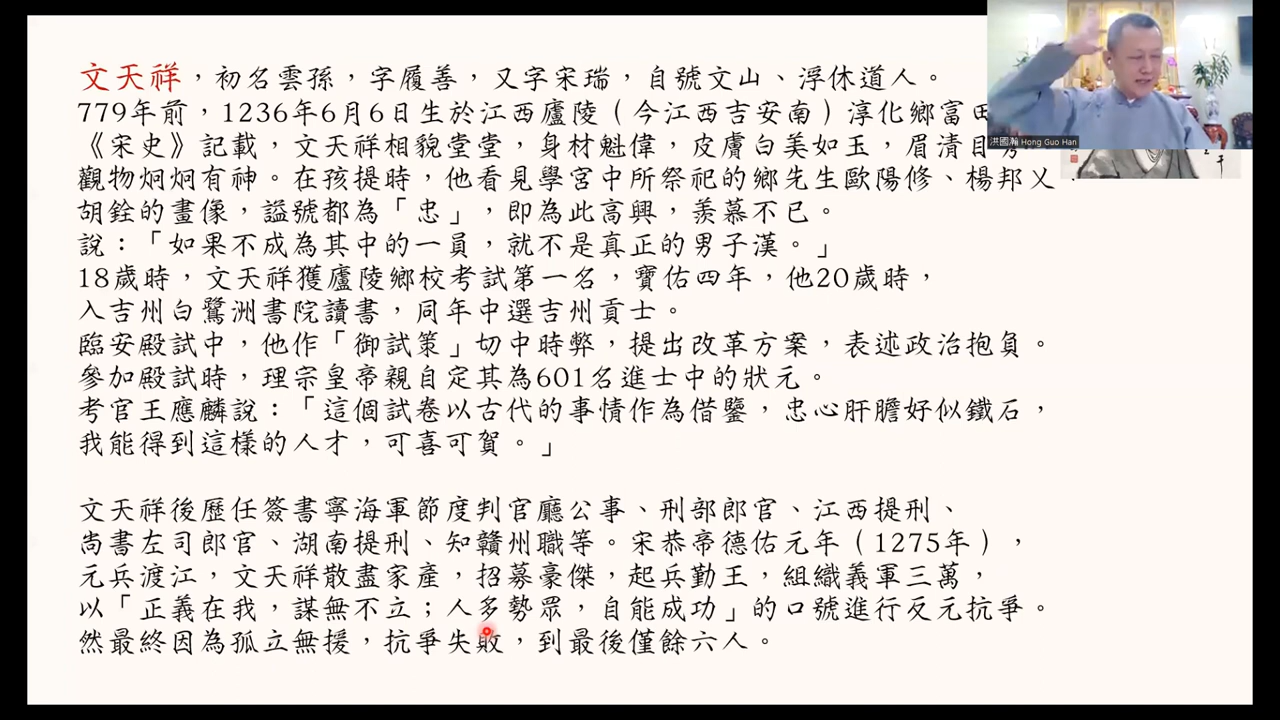 文天祥，初名雲孫，字履善，又字宋瑞，自號文山、浮休道人。
779年前，1236年6月6日生於江西廬陵（今江西吉安南）淳化鄉富田
《宋史》記載，文天祥相貌堂堂，身材魁偉，皮膚白美如玉，眉清目
觀物炯炯有神。在孩提時，他看見學宮中所祭祀的鄉先生歐陽修、楊邦乂、
胡銓的畫像，諡號都為「忠」，即為此高興，羨慕不已。
說：「如果不成為其中的一員，就不是真正的男子漢。」
18歲時，文天祥獲廬陵鄉校考試第一名，寶佑四年，他20歲時，
入吉州白鷺洲書院讀書，同年中選吉州貢士。
臨安殿試中，他作「御試策」切中時弊，提出改革方案，表述政治抱負。
參加殿試時，理宗皇帝親自定其為601名進士中的狀元。
考官王應麟說：「這個試卷以古代的事情作為借鑒，忠心肝膽好似鐵石，
我能得到這樣的人才，可喜可賀。」
文天祥後歷任簽書寧海軍節度判官廳公事、刑部郎官、江西提刑、
尚書左司郎官、湖南提刑、知贛州職等。宋恭帝德佑元年（1275年），
元兵渡江，文天祥散盡家產，招募豪傑，起兵勤王，組織義軍三萬，
以「正義在我，謀無不立；人多勢眾，自能成功」的口號進行反元抗爭。
然最終因為孤立無援，抗爭失敗，到最後僅餘六人。
洪國瀚 Hong Guo Han